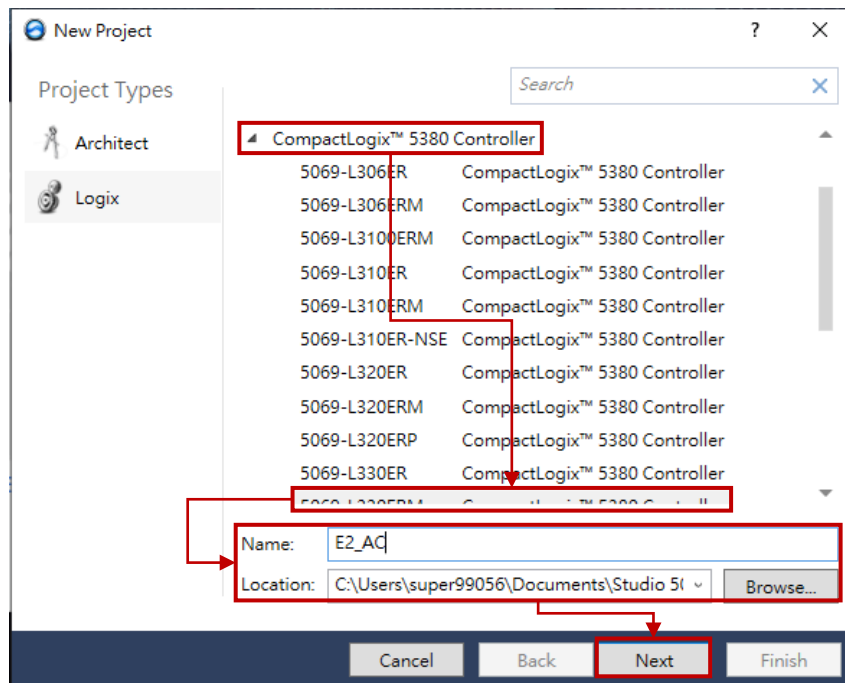 New Project
?
Project Types
Search
Architect
Logix
CompactLogix™ 5380 Controller
5069-L306ER CompactLogix™ 5380 Controller
5069-L306ERM CompactLogix™ 5380 Controller
5069-L3100ERM CompactLogix™ 5380 Controller
5069-L310ER CompactLogix™ 5380 Controller
5069-L310ERM CompactLogix™ 5380 Controller
5069-L310ER-NSE CompactLogix™ 5380 Controller
5069-L320ER CompactLogix™ 5380 Controller
5069-L320ERM CompactLogix™ 5380 Controller
5069-L320ERP CompactLogix™ 5380 Controller
5069-L330ER CompactLogix™ 5380 Controller
Name: E2_AC
Location: C:\Users\super99056\Documents\Studio 50 Browse...
Cancel Back Next Finish